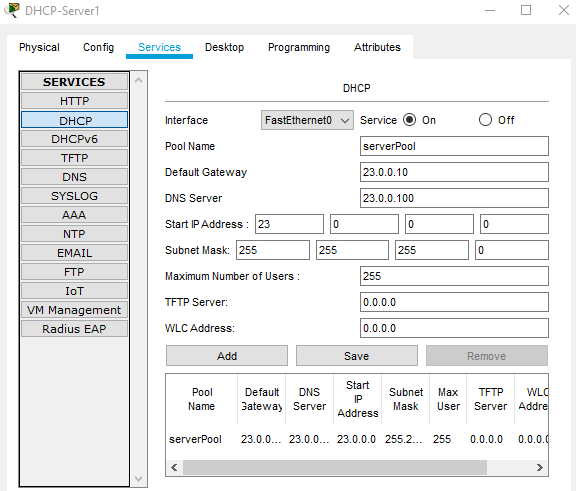 DHCP-Server1
Physical Config Services Desktop Programming Attributes
SERVICES
HTTP
DHCP
DHCPv6
TFTP
DNS
SYSLOG
AAA
NTP
EMAIL
FTP
IoT
VM Management
Radius EAP
DHCP
Interface FastEthernet0 Service On Off
Pool Name serverPool
Default Gateway 23.0.0.10
DNS Server 23.0.0.100
Start IP Address : 23 0 0 0
Subnet Mask: 255 255 255 0
Maximum Number of Users : 255
TFTP Server: 0.0.0.0
WLC Address: 0.0.0.0
Add Save Remove
Pool Name Default Gateway DNS Server Start IP Address Subnet Mask Max User TFTP Server WLC Addre
serverPool 23.0.0... 23.0.0... 23.0.0.0 255.2... 255 0.0.0.0 0.0.0.0